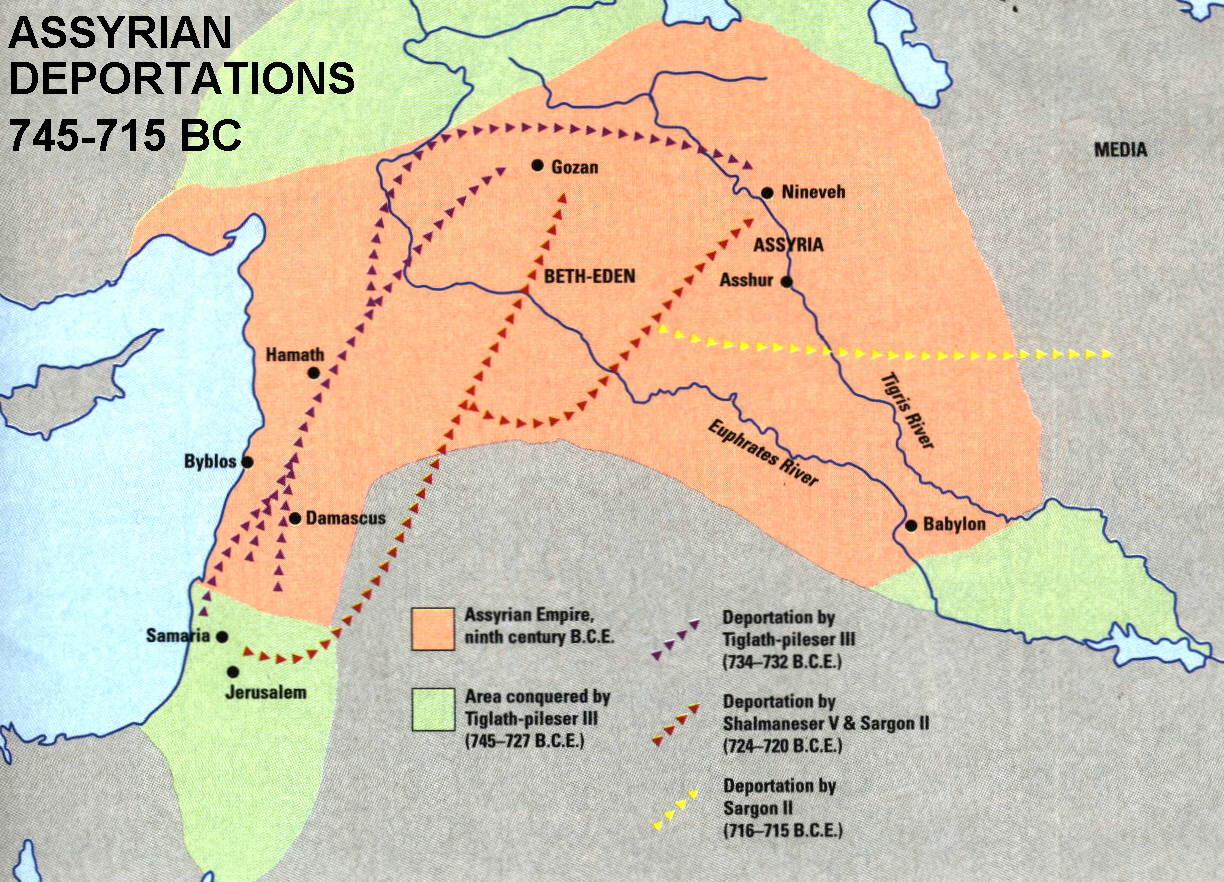 ASSYRIAN
DEPORTATIONS
745-715 BC
MEDIA
Gozan
Nineveh
ASSYRIA
BETH-EDEN
Asshur
Hamath
Tigris River
Byblos
Euphrates River
Damascus
Babylon
Samaria
Jerusalem
Assyrian Empire,
ninth century B.C.E.
Area conquered by
Tiglath-pileser III
(745–727 B.C.E.)
Deportation by
Tiglath-pileser III
(734–732 B.C.E.)
Deportation by
Shalmaneser V & Sargon II
(724–720 B.C.E.)
Deportation by
Sargon II
(716–715 B.C.E.)